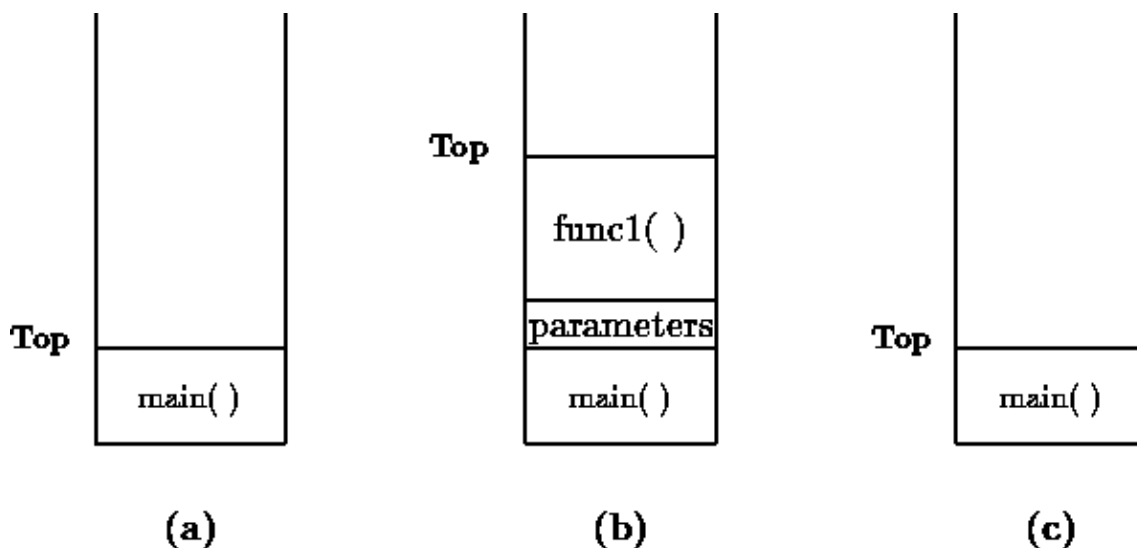 Top
func1( )
parameters
Top
main( )
main( )
Top
main( )
(a)
(b)
(c)